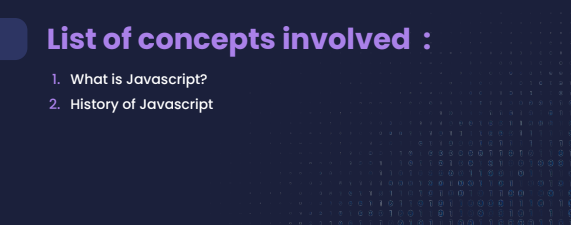 List of concepts involved :
1. What is Javascript?
2. History of Javascript